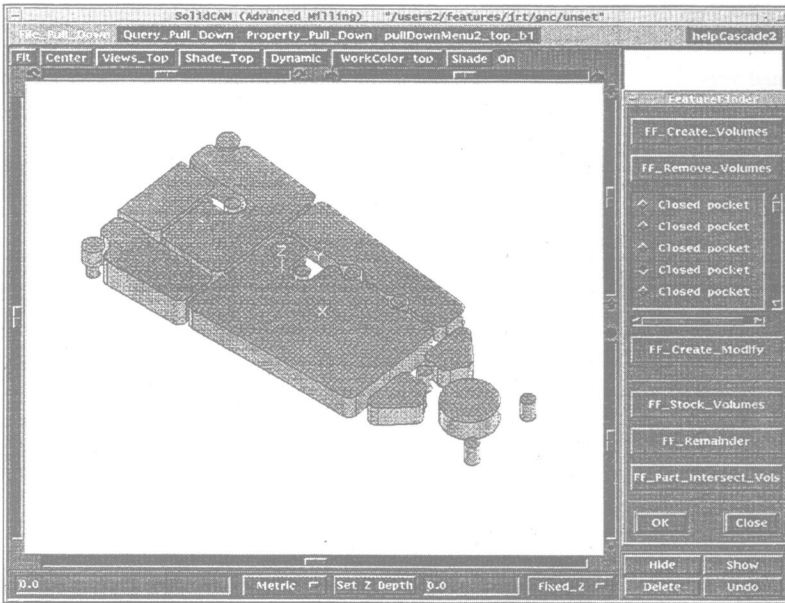 SolidCAM (Advanced Milling) "/users2/features/jrt/gnc/unset"
File_Pull_Down Query_Pull_Down Property_Pull_Down pullDownMenu2_top_b1 helpCascade2
Fit Center Views_Top Shade_Top Dynamic WorkColor_top Shade On
FeatureFinder
FF_Create_Volumes
FF_Remove_Volumes
Closed pocket
Closed pocket
Closed pocket
Closed pocket
Closed pocket
FF_Create_Modify
FF_Stock_Volumes
FF_Remainder
FF_Part_Intersect_Vols
OK Close
Z Y
X
Hide Show
0.0 Metric Set Z Depth 0.0 Fixed_Z
Delete Undo